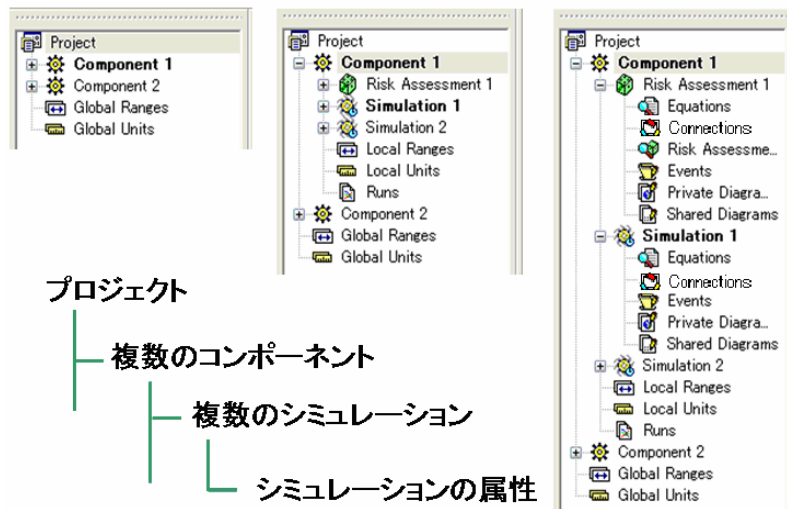 Project
Component 1
Component 2
Global Ranges
Global Units
Project
Component 1
Risk Assessment 1
Simulation 1
Simulation 2
Local Ranges
Local Units
Runs
Component 2
Global Ranges
Global Units
Project
Component 1
Risk Assessment 1
Equations
Connections
Risk Assessme...
Events
Private Diagra...
Shared Diagrams
Simulation 1
Equations
Connections
Events
Private Diagra...
Shared Diagrams
Simulation 2
Local Ranges
Local Units
Runs
Component 2
Global Ranges
Global Units
プロジェクト
複数のコンポーネント
複数のシミュレーション
シミュレーションの属性